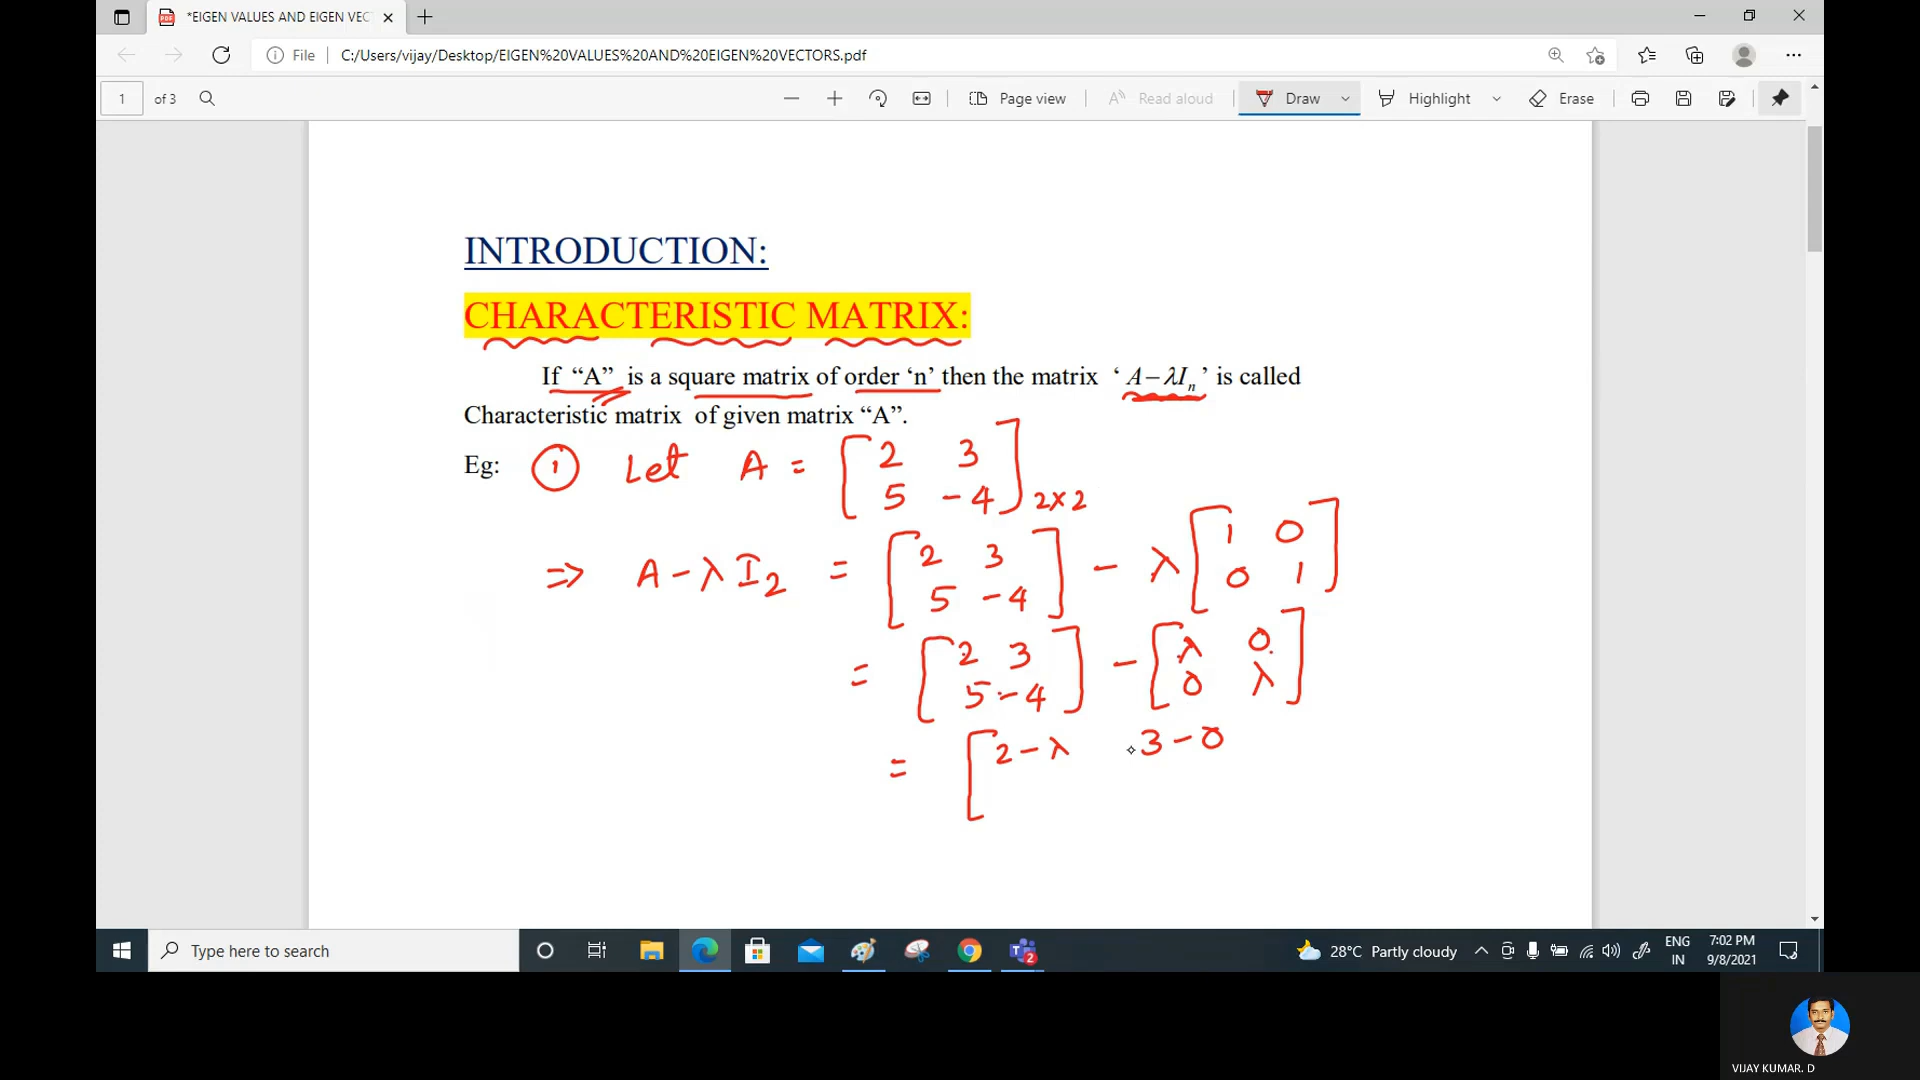 *EIGEN VALUES AND EIGEN VEC
File C:/Users/vijay/Desktop/EIGEN%20VALUES%20AND%20EIGEN%20VECTORS.pdf
1 of 3 Page view Read aloud Draw Highlight Erase
INTRODUCTION:
CHARACTERISTIC MATRIX:
If “A” is a square matrix of order ‘n’ then the matrix ‘ A−λIₙ ’ is called
Characteristic matrix of given matrix “A”.
Eg: ① Let A = [2 3
5 -4] 2×2
⇒ A-λI₂ = [2 3
5 -4] - λ [1 0
0 1]
= [2 3
5 -4] - [λ 0
0 λ]
= [2-λ 3-0
Type here to search
2
28°C Partly cloudy
ENG
IN
7:02 PM
9/8/2021
VIJAY KUMAR. D